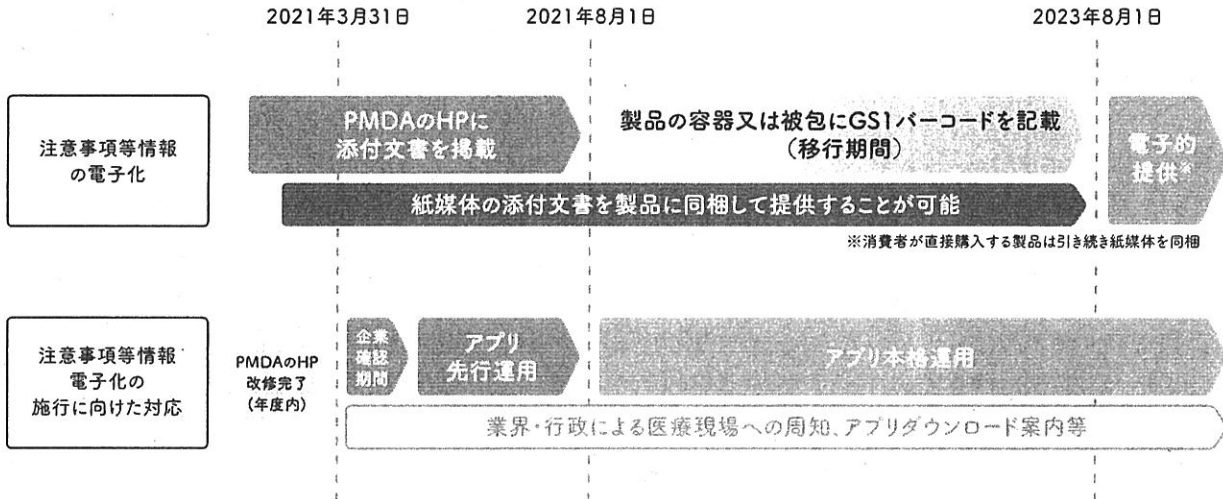 2021年3月31日
2021年8月1日
2023年8月1日
注意事項等情報
の電子化
PMDAのHPに
添付文書を掲載
製品の容器又は被包にGS1バーコードを記載
（移行期間）
電子的
提供※
紙媒体の添付文書を製品に同梱して提供することが可能
※消費者が直接購入する製品は引き続き紙媒体を同梱
注意事項等情報
電子化の
施行に向けた対応
PMDAのHP
改修完了
（年度内）
企業
確認
期間
アプリ
先行運用
アプリ本格運用
業界・行政による医療現場への周知、アプリダウンロード案内等